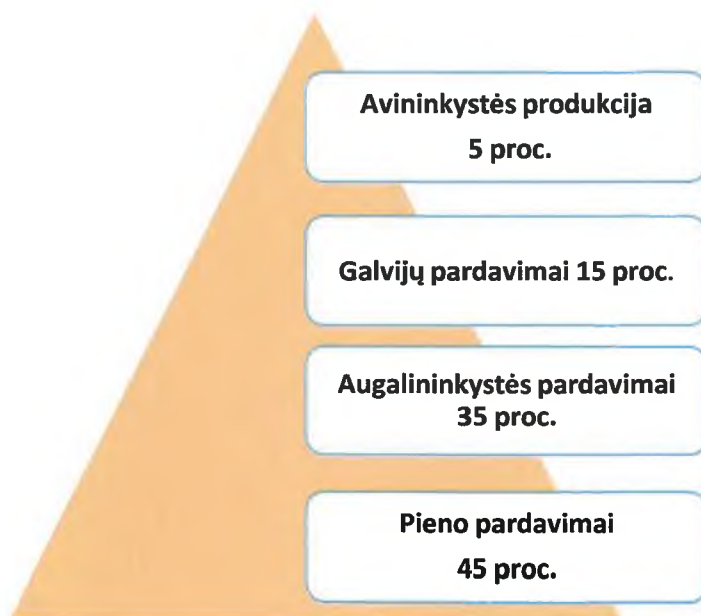 Avininkystės produkcija
5 proc.
Galvijų pardavimai 15 proc.
Augalininkystės pardavimai
35 proc.
Pieno pardavimai
45 proc.